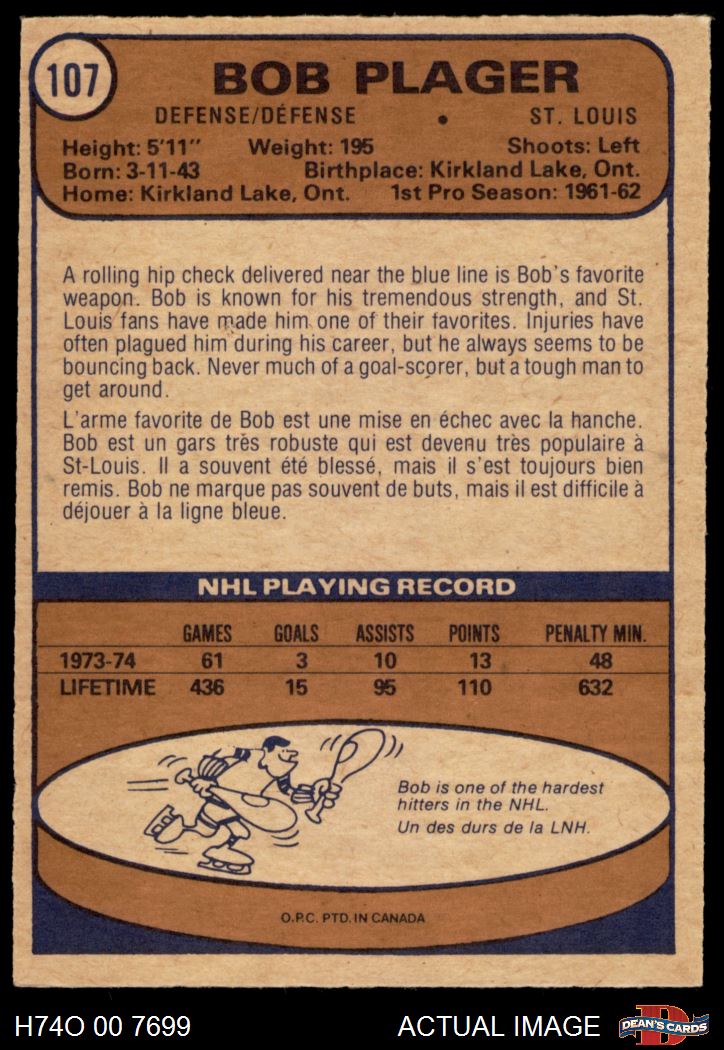 107
BOB PLAGER
DEFENSE/DÉFENSE • ST. LOUIS
Height: 5'11" Weight: 195 Shoots: Left
Born: 3-11-43 Birthplace: Kirkland Lake, Ont.
Home: Kirkland Lake, Ont. 1st Pro Season: 1961-62
A rolling hip check delivered near the blue line is Bob's favorite
weapon. Bob is known for his tremendous strength, and St.
Louis fans have made him one of their favorites. Injuries have
often plagued him during his career, but he always seems to be
bouncing back. Never much of a goal-scorer, but a tough man to
get around.
L'arme favorite de Bob est une mise en échec avec la hanche.
Bob est un gars très robuste qui est devenu très populaire à
St-Louis. Il a souvent été blessé, mais il s'est toujours bien
remis. Bob ne marque pas souvent de buts, mais il est difficile à
déjouer à la ligne bleue.
NHL PLAYING RECORD
GAMES GOALS ASSISTS POINTS PENALTY MIN.
1973-74 61 3 10 13 48
LIFETIME 436 15 95 110 632
Bob is one of the hardest
hitters in the NHL.
Un des durs de la LNH.
O.P.C. PTD. IN CANADA
H74O 00 7699 ACTUAL IMAGE
D
DEAN'S CARDS